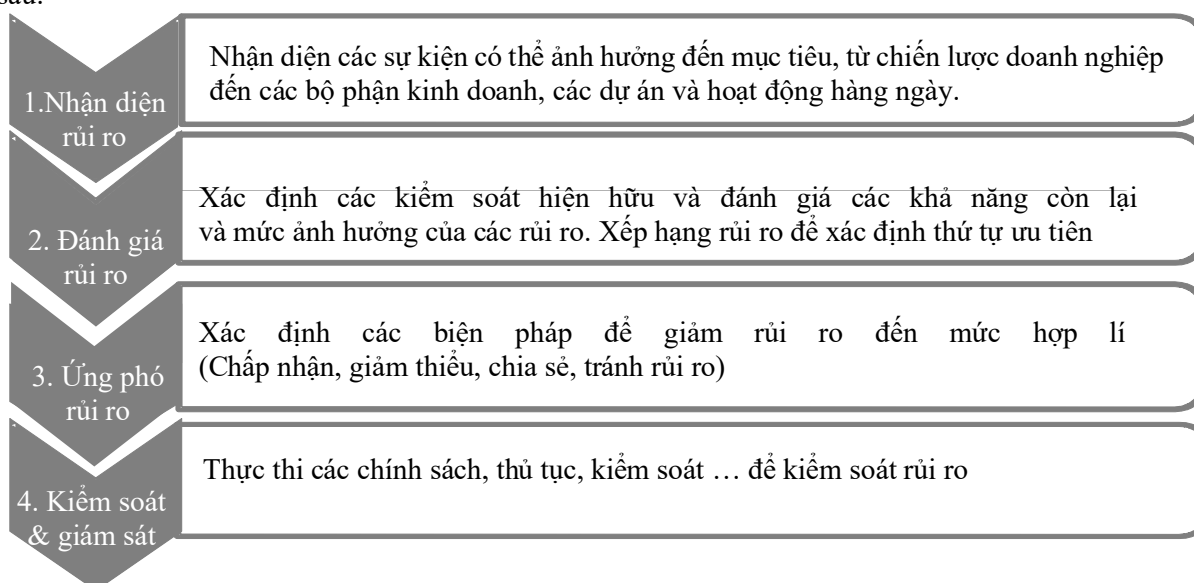 sau:
1.Nhận diện
rủi ro
Nhận diện các sự kiện có thể ảnh hưởng đến mục tiêu, từ chiến lược doanh nghiệp
đến các bộ phận kinh doanh, các dự án và hoạt động hàng ngày.
2. Đánh giá
rủi ro
Xác định các kiểm soát hiện hữu và đánh giá các khả năng còn lại
và mức ảnh hưởng của các rủi ro. Xếp hạng rủi ro để xác định thứ tự ưu tiên
3. Ứng phó
rủi ro
Xác định các biện pháp để giảm rủi ro đến mức hợp lí
(Chấp nhận, giảm thiểu, chia sẻ, tránh rủi ro)
4. Kiểm soát
& giám sát
Thực thi các chính sách, thủ tục, kiểm soát … để kiểm soát rủi ro